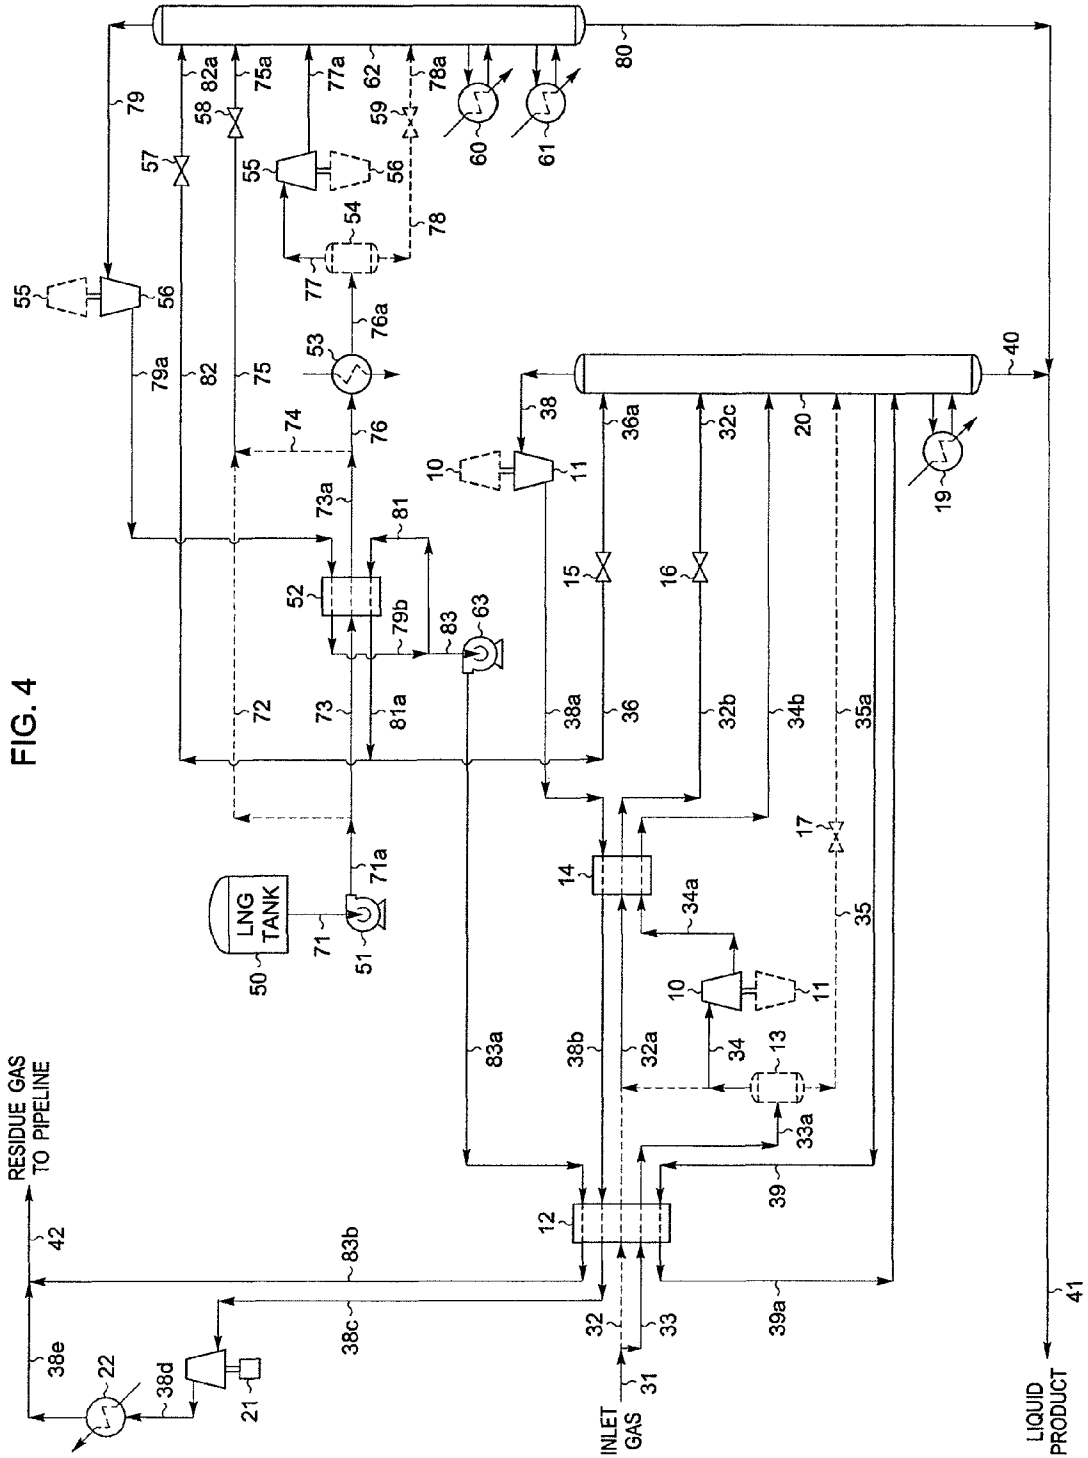 FIG. 4
RESIDUE GAS
TO PIPELINE
LNG
TANK
INLET
GAS
LIQUID
PRODUCT
79
82a
75a
77a
62
78a
80
57
58
59
60
61
55
56
54
77
78
55
56
53
76a
79a
82
75
74
76
73a
38
36a
32c
20
40
10
11
19
81
52
15
16
79b
83
63
72
73
81a
38a
36
32b
34b
35a
17
71a
14
34a
35
50
71
51
10
11
83a
38b
32a
34
13
33a
42
12
39
83b
38c
32
33
39a
41
38e
22
38d
21
31